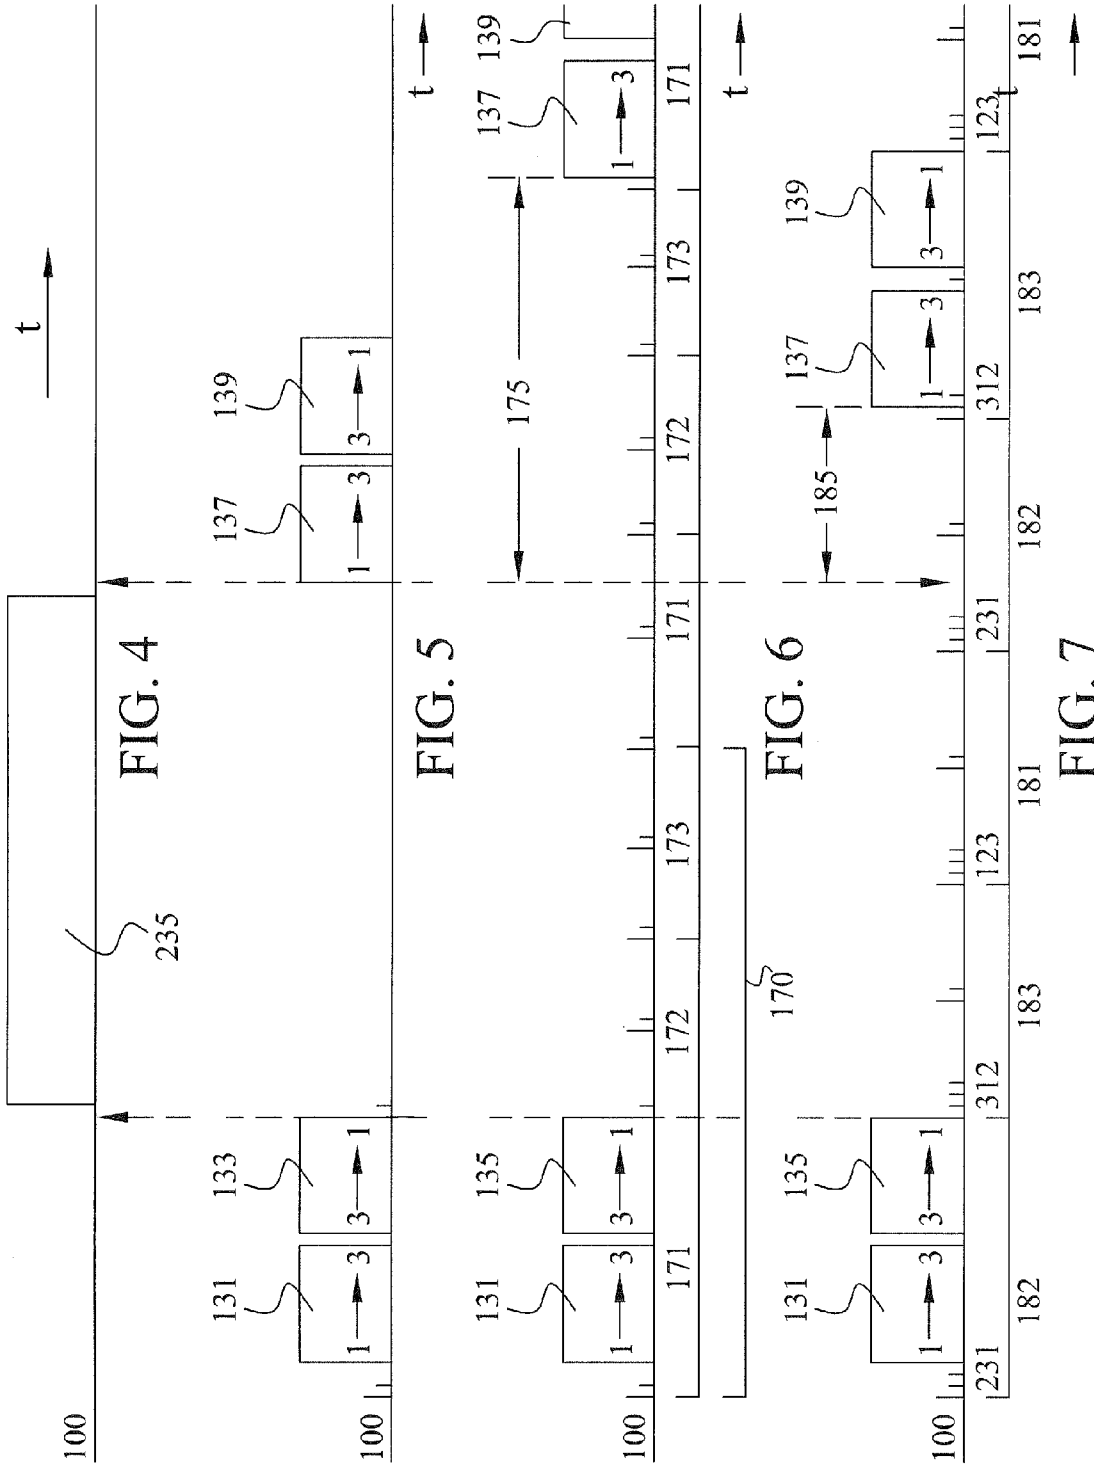 t
100
235
FIG. 4
131 133 137 139
1 3 3 1 1 3 3 1
100
t
FIG. 5
131 135 175 137 139
1 3 3 1 1 3
100 171 172 173 171 172 173 171
170
t
FIG. 6
131 135 185 137 139
1 3 3 1 1 3 3 1
100
231 312 123 231 312 123
182 183 181 182 183 181
t
FIG. 7